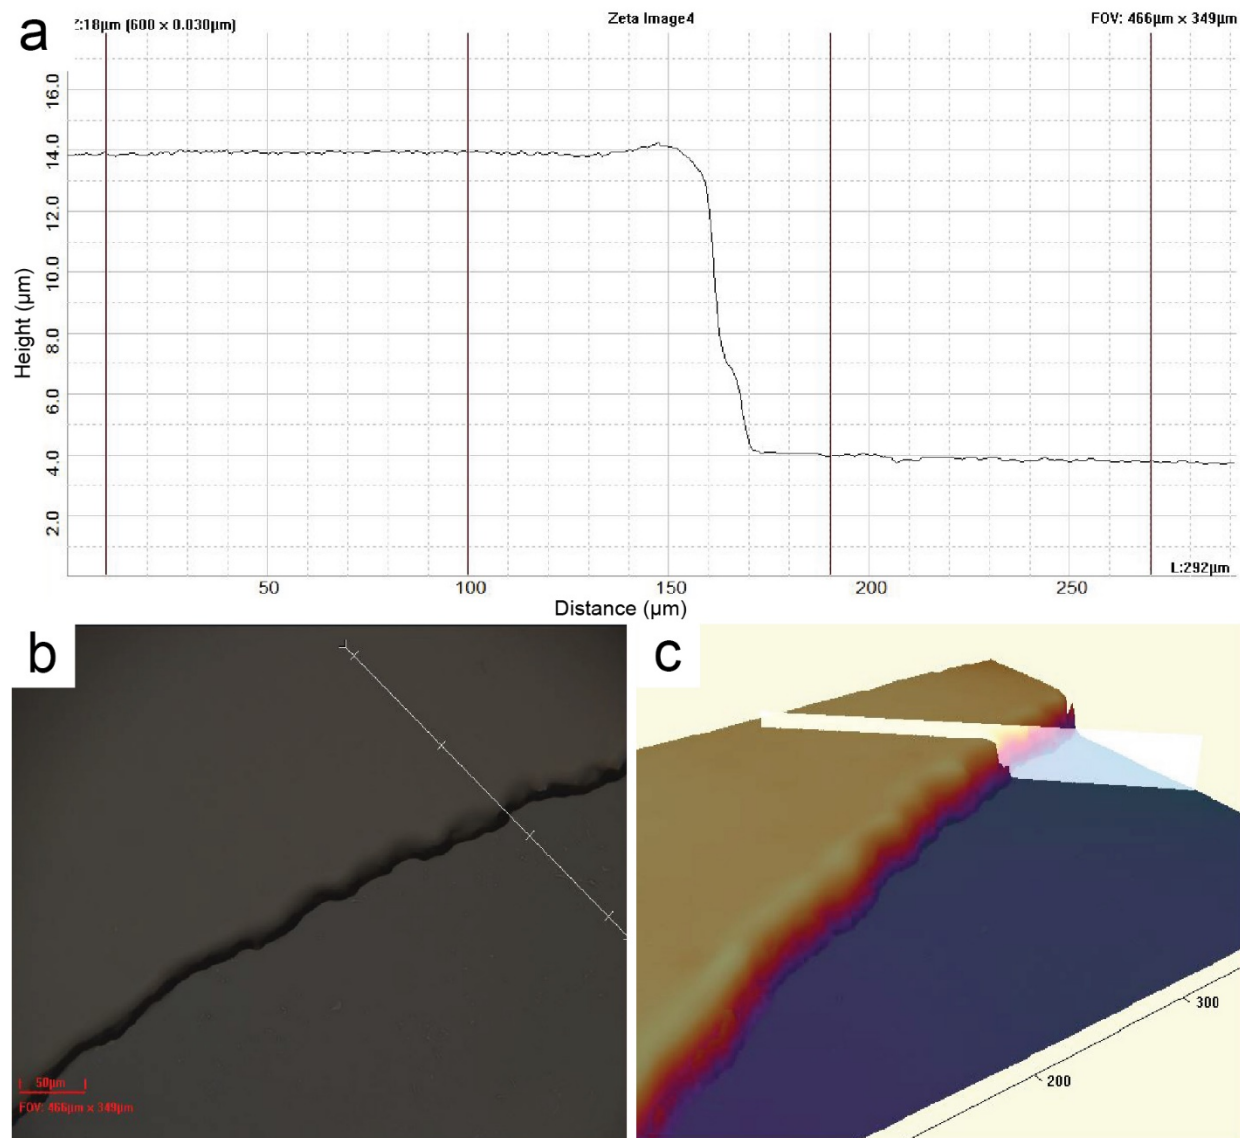 a
Z:18µm (600 × 0.030µm)
Zeta Image4
FOV: 466µm × 349µm
Height (µm)
16.0
14.0
12.0
10.0
8.0
6.0
4.0
2.0
50
100
150
200
250
L:292µm
Distance (µm)
b
50µm
FOV: 466µm × 349µm
c
300
200